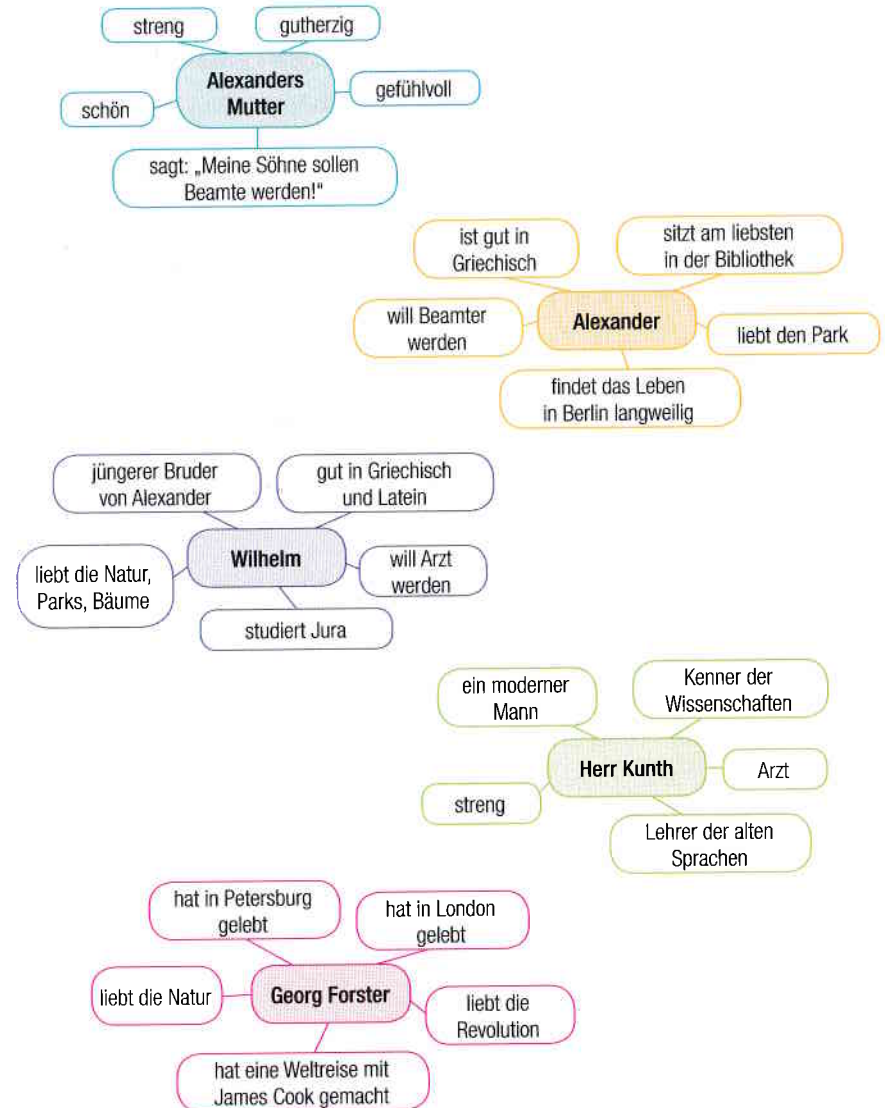 streng
gutherzig
Alexanders
Mutter
gefühlvoll
schön
sagt: „Meine Söhne sollen
Beamte werden!“
ist gut in
Griechisch
sitzt am liebsten
in der Bibliothek
will Beamter
werden
Alexander
liebt den Park
findet das Leben
in Berlin langweilig
jüngerer Bruder
von Alexander
gut in Griechisch
und Latein
Wilhelm
liebt die Natur,
Parks, Bäume
will Arzt
werden
studiert Jura
ein moderner
Mann
Kenner der
Wissenschaften
Herr Kunth
Arzt
streng
Lehrer der alten
Sprachen
hat in Petersburg
gelebt
hat in London
gelebt
liebt die Natur
Georg Forster
liebt die
Revolution
hat eine Weltreise mit
James Cook gemacht